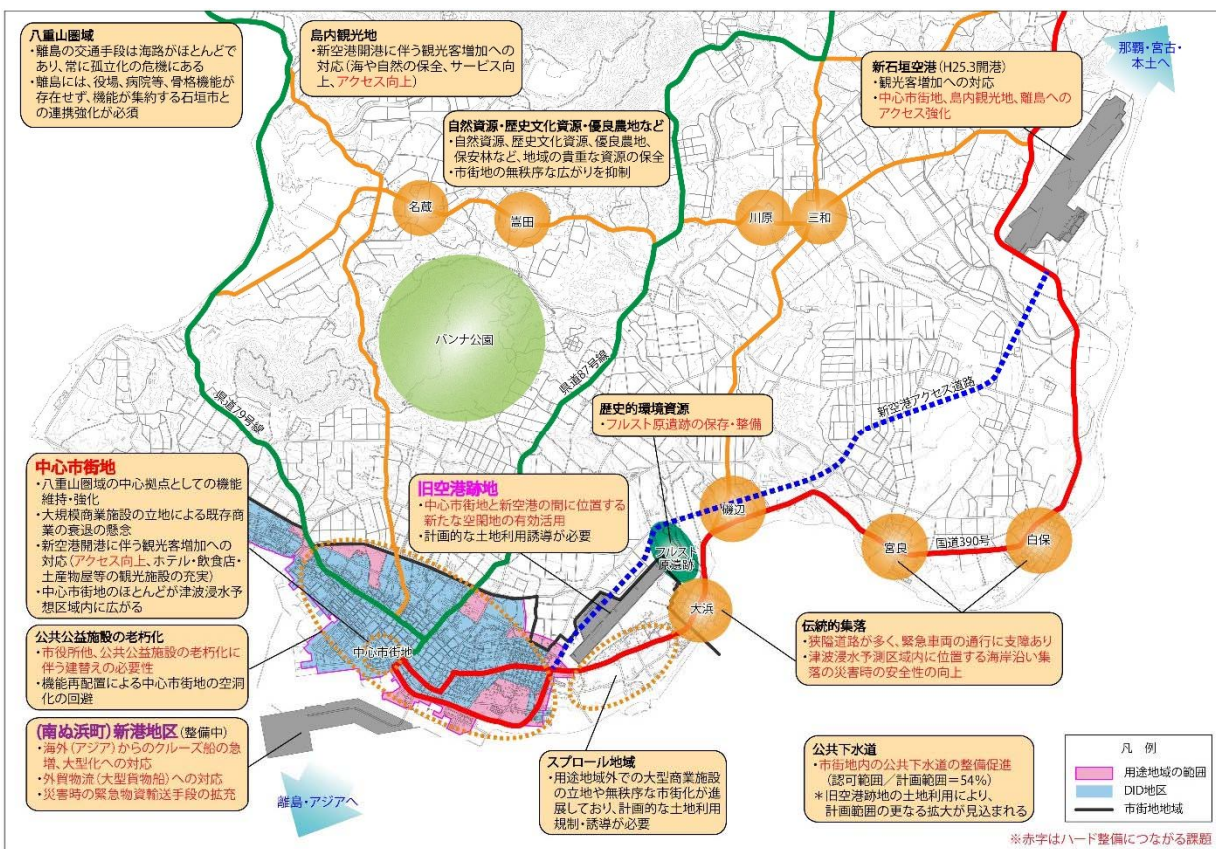 八重山圏域
・離島の交通手段は海路がほとんどで
あり、常に孤立化の危機にある
・離島には、役場、病院等、骨格機能が
存在せず、機能が集約する石垣市と
の連携強化が必須
島内観光地
・新空港開港に伴う観光客増加への
対応(海や自然の保全、サービス向
上、アクセス向上)
自然資源・歴史文化資源・優良農地など
・自然資源、歴史文化資源、優良農地、
保安林など、地域の貴重な資源の保全
・市街地の無秩序な広がりを抑制
新石垣空港(H25.3開港)
・観光客増加への対応
・中心市街地、島内観光地、離島への
アクセス強化
那覇・宮古・
本土へ
名蔵
嵩田
川原
三和
バンナ公園
県道79号線
県道87号線
新空港アクセス道路
歴史的環境資源
・フルスト原遺跡の保存・整備
中心市街地
・八重山圏域の中心拠点としての機能
維持・強化
・大規模商業施設の立地による既存商
業の衰退の懸念
・新空港開港に伴う観光客増加への
対応(アクセス向上、ホテル・飲食店・
土産物屋等の観光施設の充実)
・中心市街地のほとんどが津波浸水予
想区域内に広がる
旧空港跡地
・中心市街地と新空港の間に位置する
新たな空閑地の有効活用
・計画的な土地利用誘導が必要
磯辺
フルスト
原遺跡
大浜
宮良
国道390号
白保
中心市街地
公共公益施設の老朽化
・市役所他、公共公益施設の老朽化に
伴う建替えの必要性
・機能再配置による中心市街地の空洞
化の回避
伝統的集落
・狭隘道路が多く、緊急車両の通行に支障あり
・津波浸水予測区域内に位置する海岸沿い集
落の災害時の安全性の向上
(南ぬ浜町)新港地区(整備中)
・海外(アジア)からのクルーズ船の急
増、大型化への対応
・外貿物流(大型貨物船)への対応
・災害時の緊急物資輸送手段の拡充
離島・アジアへ
スプロール地域
・用途地域外での大型商業施設
の立地や無秩序な市街化が進
展しており、計画的な土地利用
規制・誘導が必要
公共下水道
・市街地内の公共下水道の整備促進
(認可範囲/計画範囲=54%)
*旧空港跡地の土地利用により、
計画範囲の更なる拡大が見込まれる
凡 例
用途地域の範囲
DID地区
市街地地域
※赤字はハード整備につながる課題